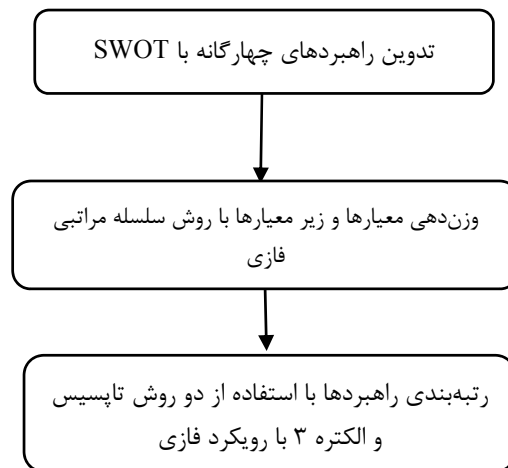 تدوین راهبردهای چهارگانه با SWOT
وزن‌دهی معیارها و زیر معیارها با روش سلسله مراتبی
فازی
رتبه‌بندی راهبردها با استفاده از دو روش تاپسیس
و الکتره ۳ با رویکرد فازی